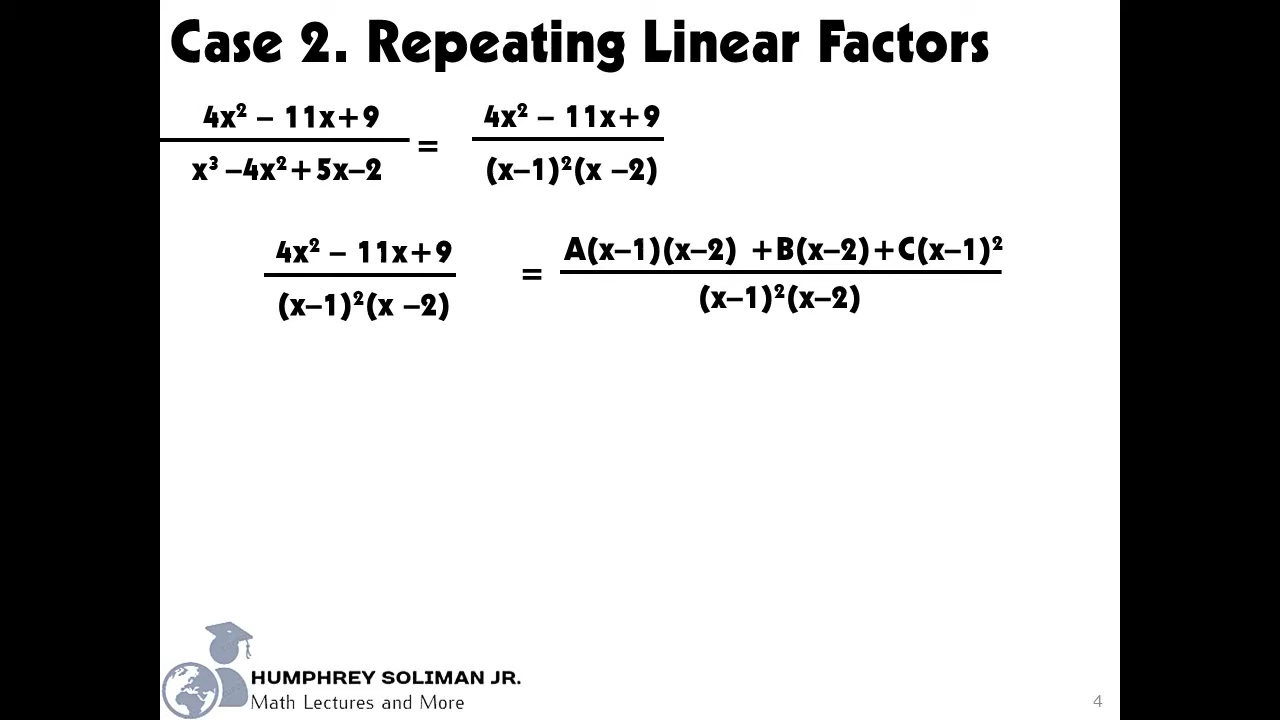 Case 2. Repeating Linear Factors
4x² – 11x+9
x³ –4x²+5x–2
=
4x² – 11x+9
(x–1)²(x –2)
4x² – 11x+9
(x–1)²(x –2)
=
A(x–1)(x–2) +B(x–2)+C(x–1)²
(x–1)²(x–2)
HUMPHREY SOLIMAN JR.
Math Lectures and More
4